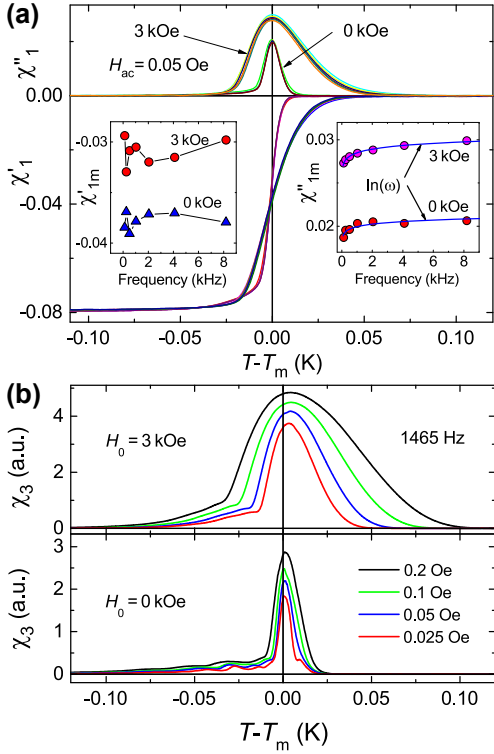 (a)
χ''₁
3 kOe
0 kOe
H_ac = 0.05 Oe
0.00
-0.04
-0.08
χ'₁
χ'₁ₘ
-0.03
-0.04
3 kOe
0 kOe
0 2 4 6 8
Frequency (kHz)
χ''₁ₘ
0.03
0.02
3 kOe
ln(ω)
0 kOe
0 2 4 6 8
Frequency (kHz)
-0.10 -0.05 0.00 0.05 0.10
T-Tₘ (K)
(b)
χ₃ (a.u.)
4
2
0
H₀ = 3 kOe
1465 Hz
χ₃ (a.u.)
3
2
1
0
H₀ = 0 kOe
0.2 Oe
0.1 Oe
0.05 Oe
0.025 Oe
-0.10 -0.05 0.00 0.05 0.10
T-Tₘ (K)